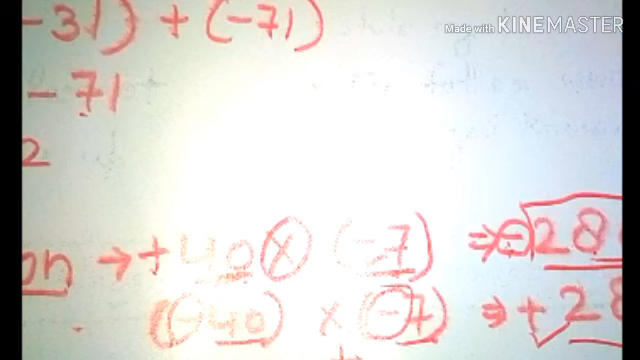 Made with KINEMASTER
-31) + (-71)
- 71
2
on → +40 × (-7) ⇒ ⊖ 28
(-40) × (-7) ⇒ + 28
+